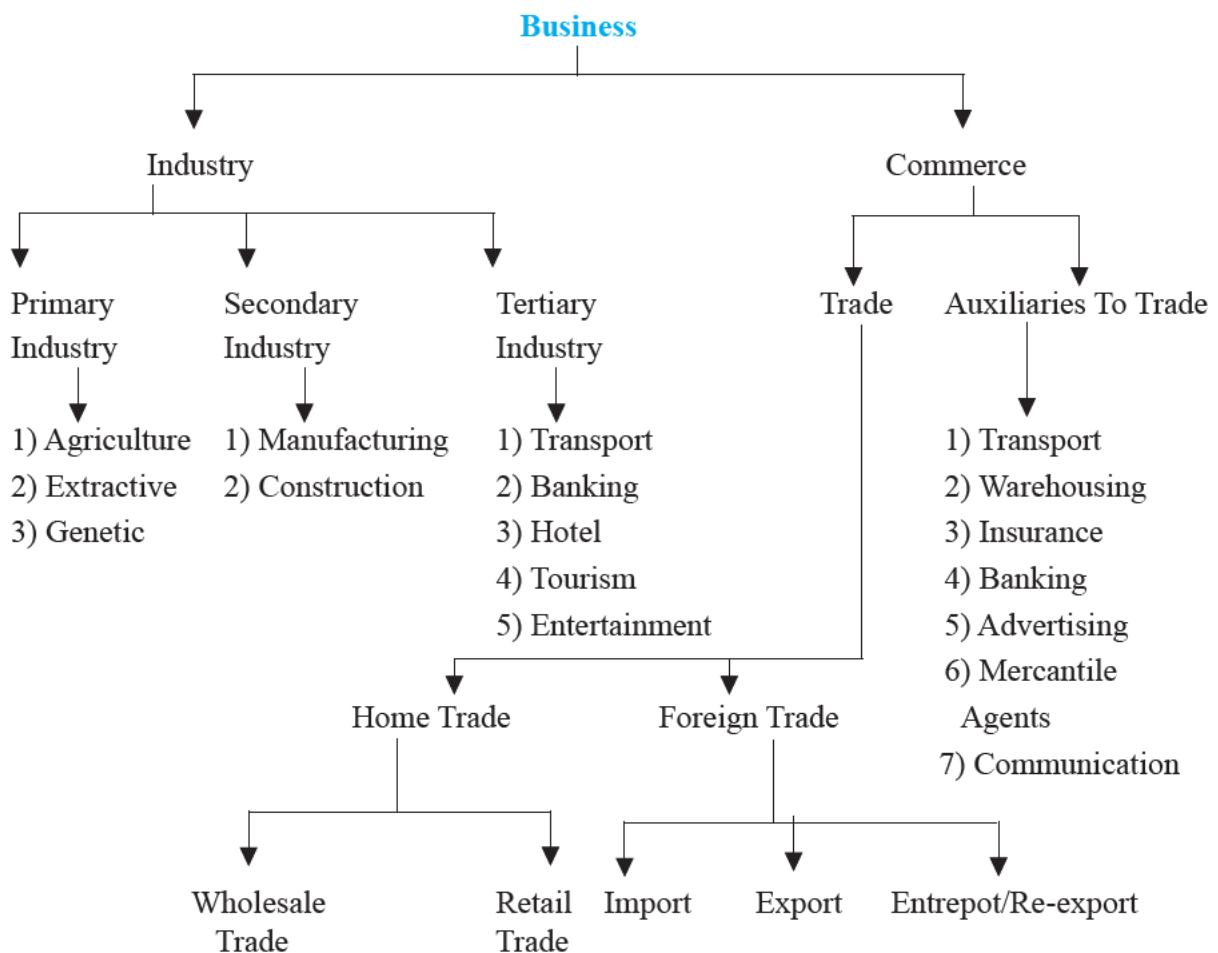 Business
Industry
Commerce
Primary
Industry
Secondary
Industry
Tertiary
Industry
Trade
Auxiliaries To Trade
1) Agriculture
2) Extractive
3) Genetic
1) Manufacturing
2) Construction
1) Transport
2) Banking
3) Hotel
4) Tourism
5) Entertainment
1) Transport
2) Warehousing
3) Insurance
4) Banking
5) Advertising
6) Mercantile
Agents
7) Communication
Home Trade
Foreign Trade
Wholesale
Trade
Retail
Trade
Import
Export
Entrepot/Re-export